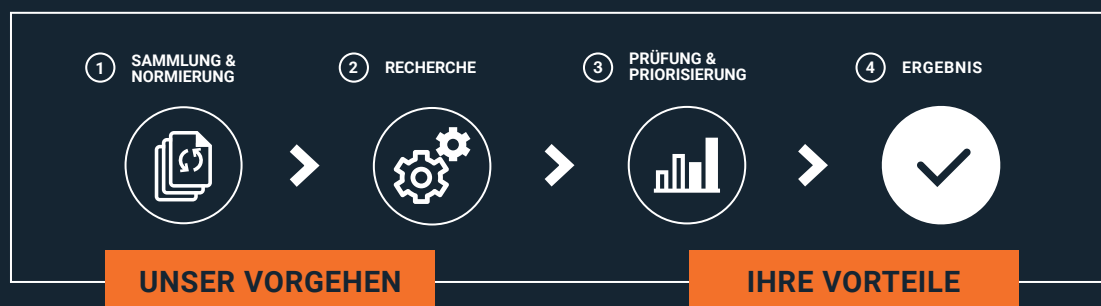 1
SAMMLUNG &
NORMIERUNG
2
RECHERCHE
3
PRÜFUNG &
PRIORISIERUNG
4
ERGEBNIS
UNSER VORGEHEN
IHRE VORTEILE